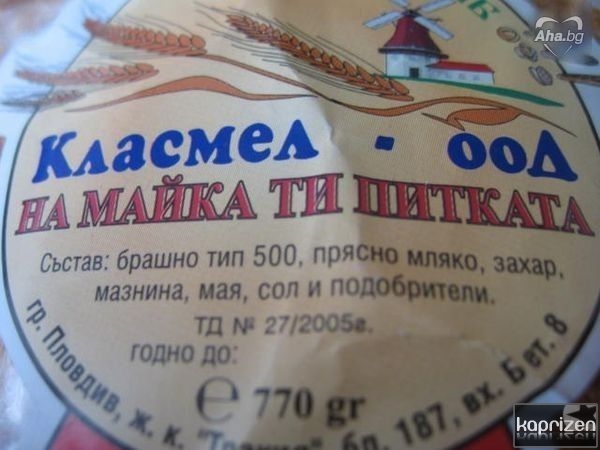 Aha.bg
Класмел - ооД
НА МАЙКА ТИ ПИТКАТА
Състав: брашно тип 500, прясно мляко, захар,
мазнина, мая, сол и подобрители.
ТД № 27/2005г.
годно до:
е 770 gr
гр. Пловдив, ж. к. "Тракия" бл. 187, вх. Б ет. 8
kaprizen